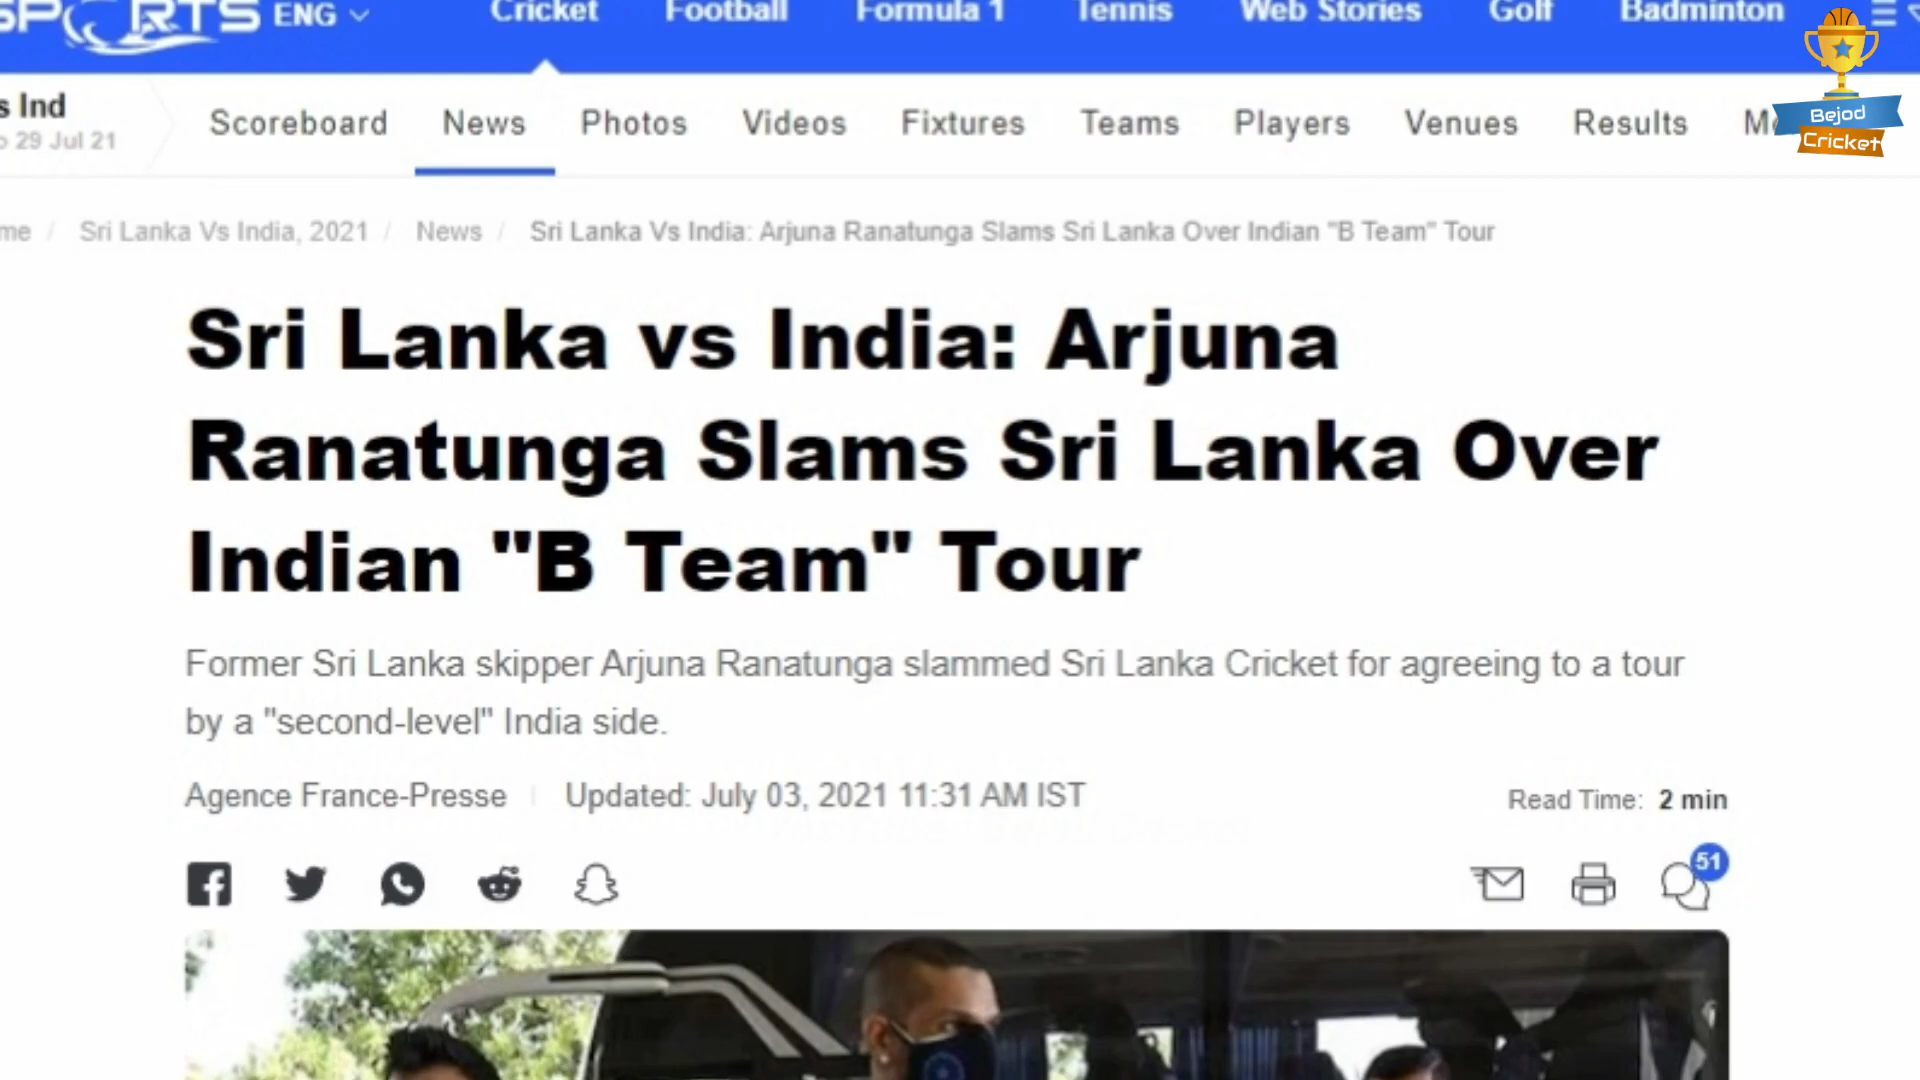 SPORTS ENG
Cricket Football Formula 1 Tennis Web Stories Golf Badminton
Bejod
Cricket
s Ind
29 Jul 21
Scoreboard News Photos Videos Fixtures Teams Players Venues Results
me / Sri Lanka Vs India, 2021 / News / Sri Lanka Vs India: Arjuna Ranatunga Slams Sri Lanka Over Indian "B Team" Tour
Sri Lanka vs India: Arjuna
Ranatunga Slams Sri Lanka Over
Indian "B Team" Tour
Former Sri Lanka skipper Arjuna Ranatunga slammed Sri Lanka Cricket for agreeing to a tour
by a "second-level" India side.
Agence France-Presse | Updated: July 03, 2021 11:31 AM IST
Read Time: 2 min
51